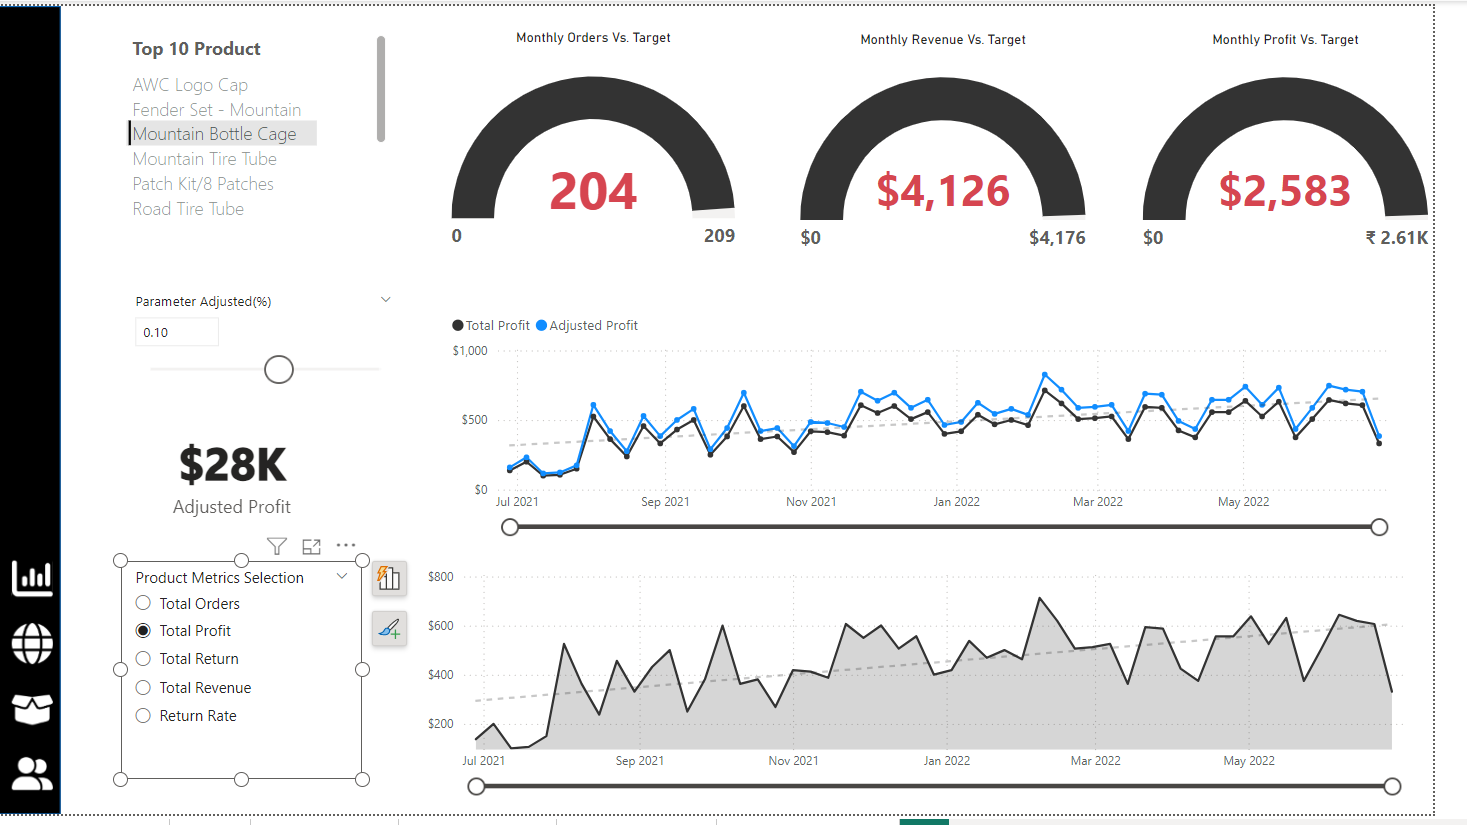 Top 10 Product
AWC Logo Cap
Fender Set - Mountain
Mountain Bottle Cage
Mountain Tire Tube
Patch Kit/8 Patches
Road Tire Tube
Monthly Orders Vs. Target
204
0
209
Monthly Revenue Vs. Target
$4,126
$0
$4,176
Monthly Profit Vs. Target
$2,583
$0
₹ 2.61K
Parameter Adjusted(%)
0.10
$28K
Adjusted Profit
Product Metrics Selection
Total Orders
Total Profit
Total Return
Total Revenue
Return Rate
Total Profit Adjusted Profit
$1,000
$500
$0
Jul 2021 Sep 2021 Nov 2021 Jan 2022 Mar 2022 May 2022
$800
$600
$400
$200
Jul 2021 Sep 2021 Nov 2021 Jan 2022 Mar 2022 May 2022